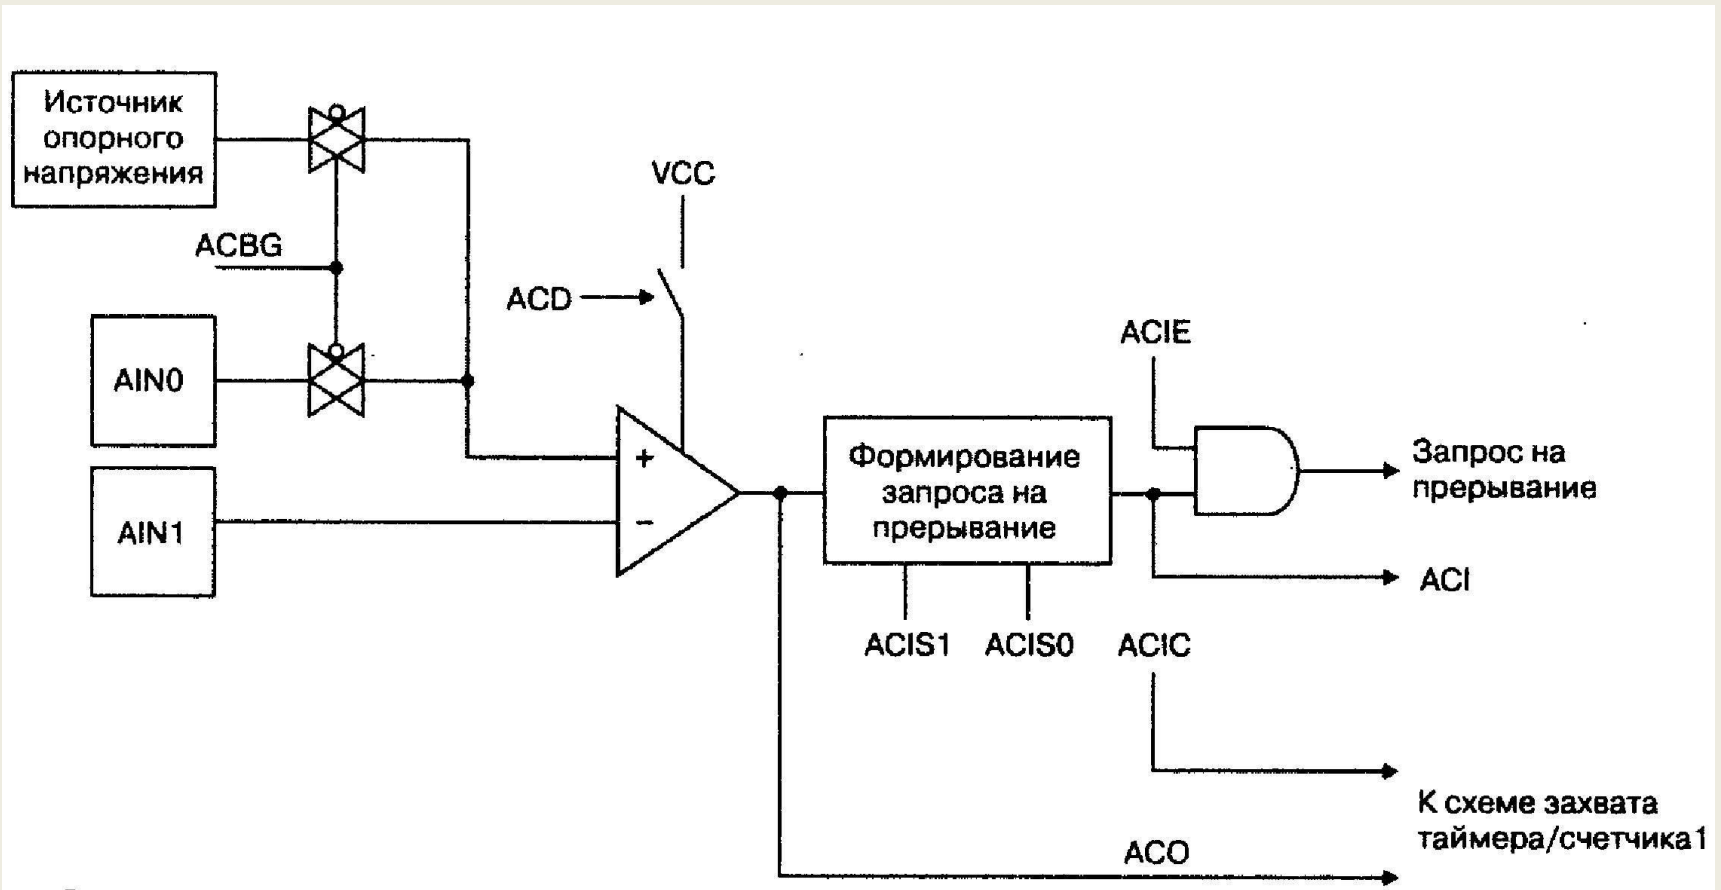 Источник
опорного
напряжения
VCC
ACBG
ACD
AIN0
ACIE
+
Формирование
запроса на
прерывание
Запрос на
прерывание
AIN1
−
ACI
ACIS1
ACIS0
ACIC
К схеме захвата
таймера/счетчика1
ACO